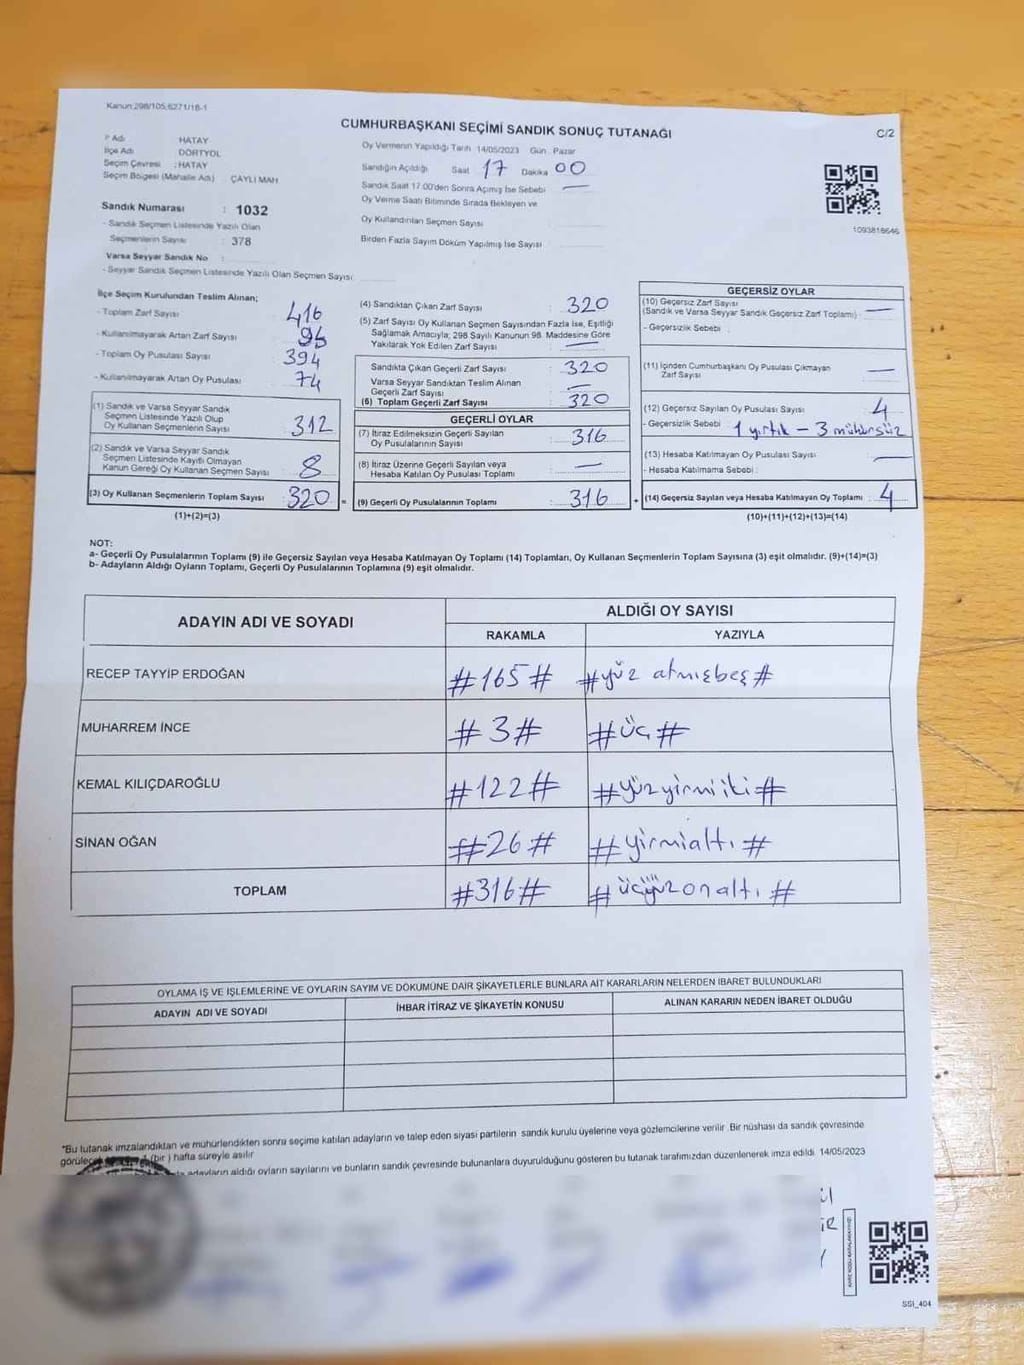 Kanun:298/105;6271/18-1
CUMHURBAŞKANI SEÇİMİ SANDIK SONUÇ TUTANAĞI
C/2
İl Adı HATAY
İlçe Adı DÖRTYOL
Seçim Çevresi : HATAY
Seçim Bölgesi (Mahalle Adı) ÇAYLI MAH
Sandık Numarası : 1032
- Sandık Seçmen Listesinde Yazılı Olan
Seçmenlerin Sayısı : 378
Varsa Seyyar Sandık No :
- Seyyar Sandık Seçmen Listesinde Yazılı Olan Seçmen Sayısı:
Oy Vermenin Yapıldığı Tarih 14/05/2023 Gün : Pazar
Sandığın Açıldığı Saat 17 Dakika 00
Sandık Saat 17.00'den Sonra Açılmış İse Sebebi —
Oy Verme Saati Bitiminde Sırada Bekleyen ve
Oy Kullandırılan Seçmen Sayısı
Birden Fazla Sayım Döküm Yapılmış İse Sayısı
1093818646
İlçe Seçim Kurulundan Teslim Alınan;
- Toplam Zarf Sayısı 416
- Kullanılmayarak Artan Zarf Sayısı 96
- Toplam Oy Pusulası Sayısı 394
- Kullanılmayarak Artan Oy Pusulası 74
(1) Sandık ve Varsa Seyyar Sandık
Seçmen Listesinde Yazılı Olup
Oy Kullanan Seçmenlerin Sayısı 312
(2) Sandık ve Varsa Seyyar Sandık
Seçmen Listesinde Kayıtlı Olmayan
Kanun Gereği Oy Kullanan Seçmen Sayısı 8
(3) Oy Kullanan Seçmenlerin Toplam Sayısı 320 =
(1)+(2)=(3)
(4) Sandıktan Çıkan Zarf Sayısı : 320
(5) Zarf Sayısı Oy Kullanan Seçmen Sayısından Fazla İse, Eşitliği
Sağlamak Amacıyla; 298 Sayılı Kanunun 98. Maddesine Göre
Yakılarak Yok Edilen Zarf Sayısı : —
Sandıkta Çıkan Geçerli Zarf Sayısı : 320
Varsa Seyyar Sandıktan Teslim Alınan
Geçerli Zarf Sayısı : —
(6) Toplam Geçerli Zarf Sayısı : 320
GEÇERLİ OYLAR
(7) İtiraz Edilmeksizin Geçerli Sayılan
Oy Pusulalarının Sayısı : 316
(8) İtiraz Üzerine Geçerli Sayılan veya
Hesaba Katılan Oy Pusulası Toplamı : —
(9) Geçerli Oy Pusulalarının Toplamı : 316 +
GEÇERSİZ OYLAR
(10) Geçersiz Zarf Sayısı
(Sandık ve Varsa Seyyar Sandık Geçersiz Zarf Toplamı) : —
- Geçersizlik Sebebi :
(11) İçinden Cumhurbaşkanı Oy Pusulası Çıkmayan
Zarf Sayısı : —
(12) Geçersiz Sayılan Oy Pusulası Sayısı : 4
- Geçersizlik Sebebi : 1 yırtık – 3 mühürsüz
(13) Hesaba Katılmayan Oy Pusulası Sayısı : —
- Hesaba Katılmama Sebebi :
(14) Geçersiz Sayılan veya Hesaba Katılmayan Oy Toplamı : 4
(10)+(11)+(12)+(13)=(14)
NOT:
a- Geçerli Oy Pusulalarının Toplamı (9) ile Geçersiz Sayılan veya Hesaba Katılmayan Oy Toplamı (14) Toplamları, Oy Kullanan Seçmenlerin Toplam Sayısına (3) eşit olmalıdır. (9)+(14)=(3)
b- Adayların Aldığı Oyların Toplamı, Geçerli Oy Pusulalarının Toplamına (9) eşit olmalıdır.
ADAYIN ADI VE SOYADI
ALDIĞI OY SAYISI
RAKAMLA YAZIYLA
RECEP TAYYİP ERDOĞAN #165# #yüz atmışbeş#
MUHARREM İNCE #3# #üç#
KEMAL KILIÇDAROĞLU #122# #yüzyirmiiki#
SİNAN OĞAN #26# #yirmialtı#
TOPLAM #316# #üçyüzonaltı#
OYLAMA İŞ VE İŞLEMLERİNE VE OYLARIN SAYIM VE DÖKÜMÜNE DAİR ŞİKAYETLERLE BUNLARA AİT KARARLARIN NELERDEN İBARET BULUNDUKLARI
ADAYIN ADI VE SOYADI İHBAR İTİRAZ VE ŞİKAYETİN KONUSU ALINAN KARARIN NEDEN İBARET OLDUĞU
*Bu tutanak imzalandıktan ve mühürlendikten sonra seçime katılan adayların ve talep eden siyasi partilerin sandık kurulu üyelerine veya gözlemcilerine verilir. Bir nüshası da sandık çevresinde
görülecek (bir) hafta süreyle asılır
adayların aldığı oyların sayılarını ve bunların sandık çevresinde bulunanlara duyurulduğunu gösteren bu tutanak tarafımızdan düzenlenerek imza edildi. 14/05/2023
SSI_404